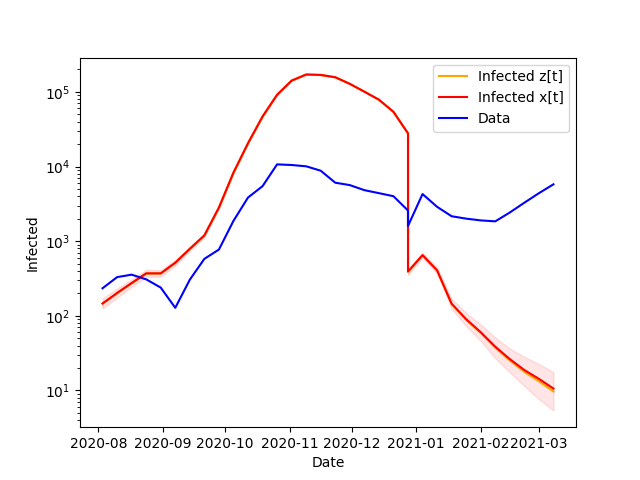 Infected z[t]
Infected x[t]
Data
10^5
10^4
10^3
10^2
10^1
Infected
2020-08
2020-09
2020-10
2020-11
2020-12
2021-01
2021-02
2021-03
Date